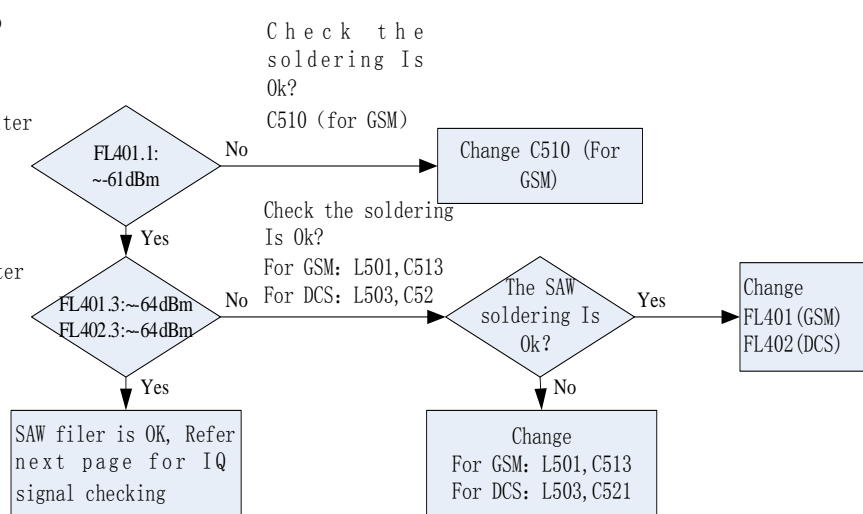 Check the
soldering Is
Ok?
C510 (for GSM)
FL401.1:
~-61dBm
No
Change C510 (For
GSM)
Yes
Check the soldering
Is Ok?
For GSM: L501,C513
For DCS: L503,C52
FL401.3:~-64dBm
FL402.3:~-64dBm
No
The SAW
soldering Is
Ok?
Yes
Change
FL401(GSM)
FL402(DCS)
Yes
No
SAW filer is OK, Refer
next page for IQ
signal checking
Change
For GSM: L501,C513
For DCS: L503,C521